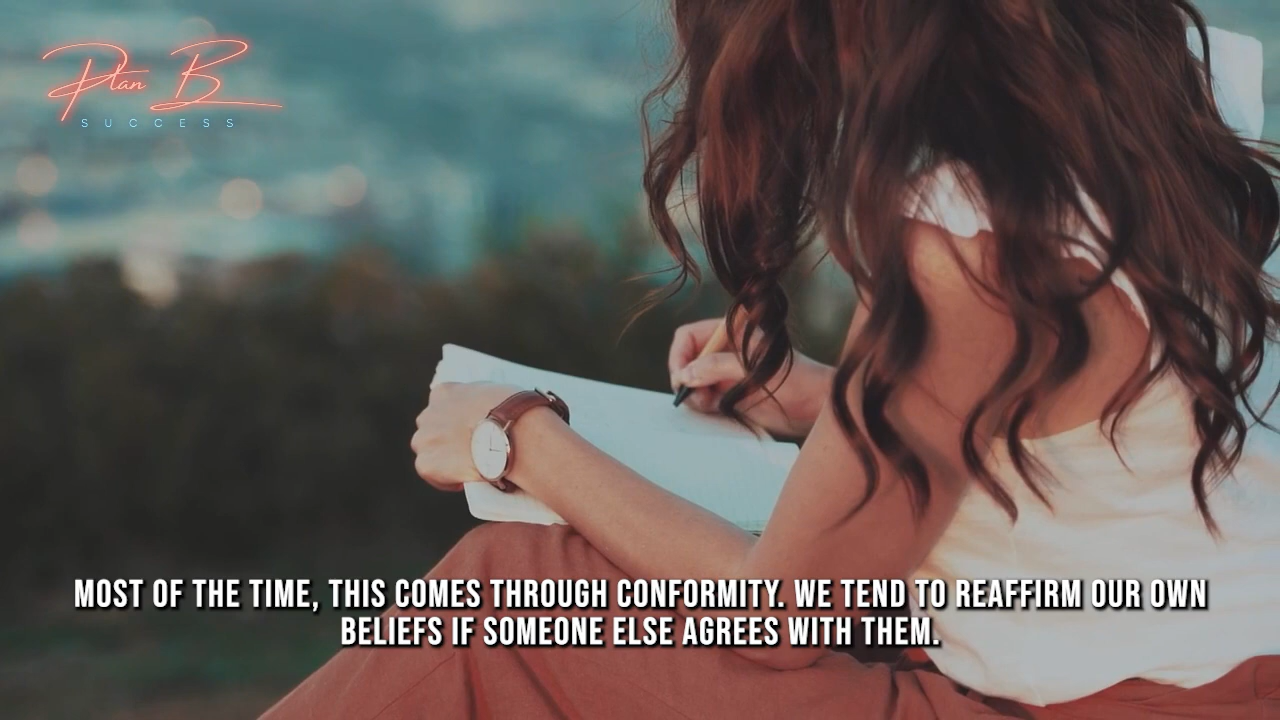 Plan B
SUCCESS
MOST OF THE TIME, THIS COMES THROUGH CONFORMITY. WE TEND TO REAFFIRM OUR OWN
BELIEFS IF SOMEONE ELSE AGREES WITH THEM.